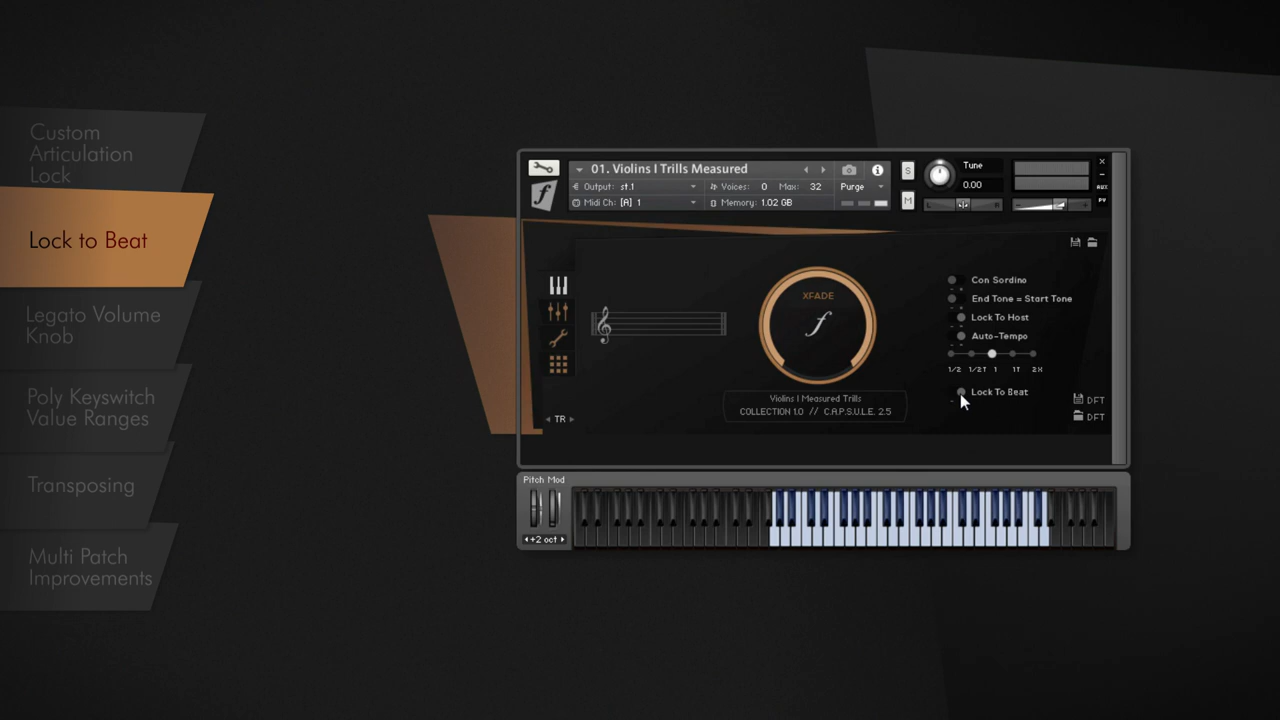 Custom
Articulation
Lock
Lock to Beat
Legato Volume
Knob
Poly Keyswitch
Value Ranges
Transposing
Multi Patch
Improvements
01. Violins I Trills Measured
Output: st.1
Voices: 0 Max: 32
Purge
Midi Ch: [A] 1
Memory: 1.02 GB
S
M
Tune
0.00
L
R
AUX
PV
XFADE
f
Con Sordino
End Tone = Start Tone
Lock To Host
Auto-Tempo
1/2 1/2T 1 1T 2X
Lock To Beat
Violins I Measured Trills
COLLECTION 1.0 // C.A.P.S.U.L.E. 2.5
TR
DFT
DFT
Pitch Mod
+2 oct